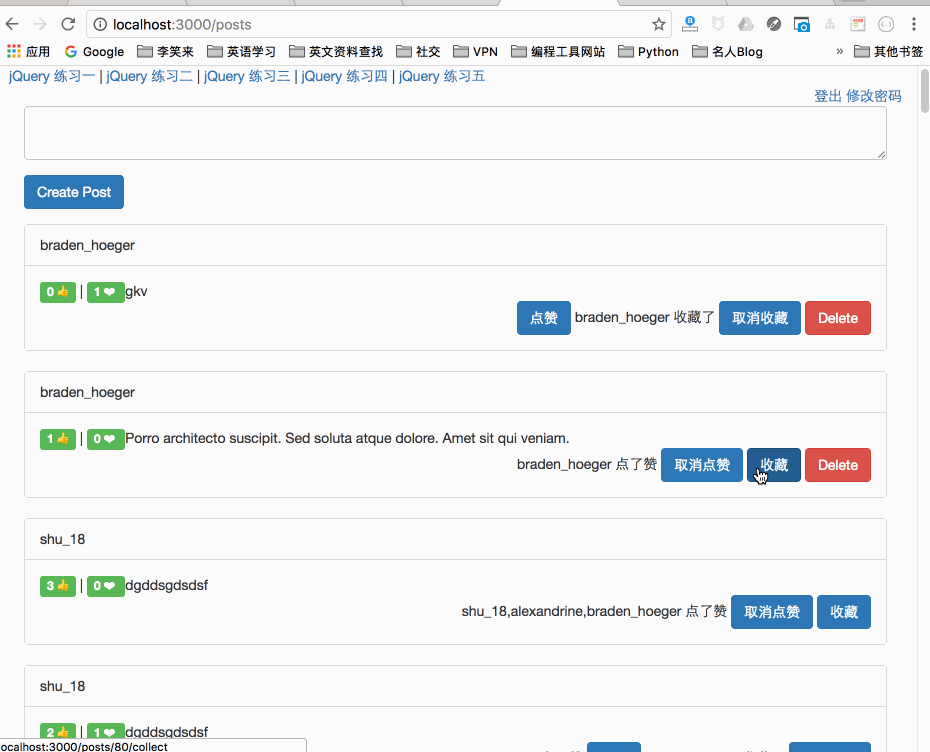 localhost:3000/posts
应用 Google 李笑来 英语学习 英文资料查找 社交 VPN 编程工具网站 Python 名人Blog » 其他书签
jQuery 练习一 | jQuery 练习二 | jQuery 练习三 | jQuery 练习四 | jQuery 练习五
登出 修改密码
Create Post
braden_hoeger
0 👍 | 1 ❤gkv
点赞 braden_hoeger 收藏了 取消收藏 Delete
braden_hoeger
1 👍 | 0 ❤Porro architecto suscipit. Sed soluta atque dolore. Amet sit qui veniam.
braden_hoeger 点了赞 取消点赞 收藏 Delete
shu_18
3 👍 | 0 ❤dgddsgdsdsf
shu_18,alexandrine,braden_hoeger 点了赞 取消点赞 收藏
shu_18
2 👍 | 1 ❤dgddsgdsdsf
ocalhost:3000/posts/80/collect